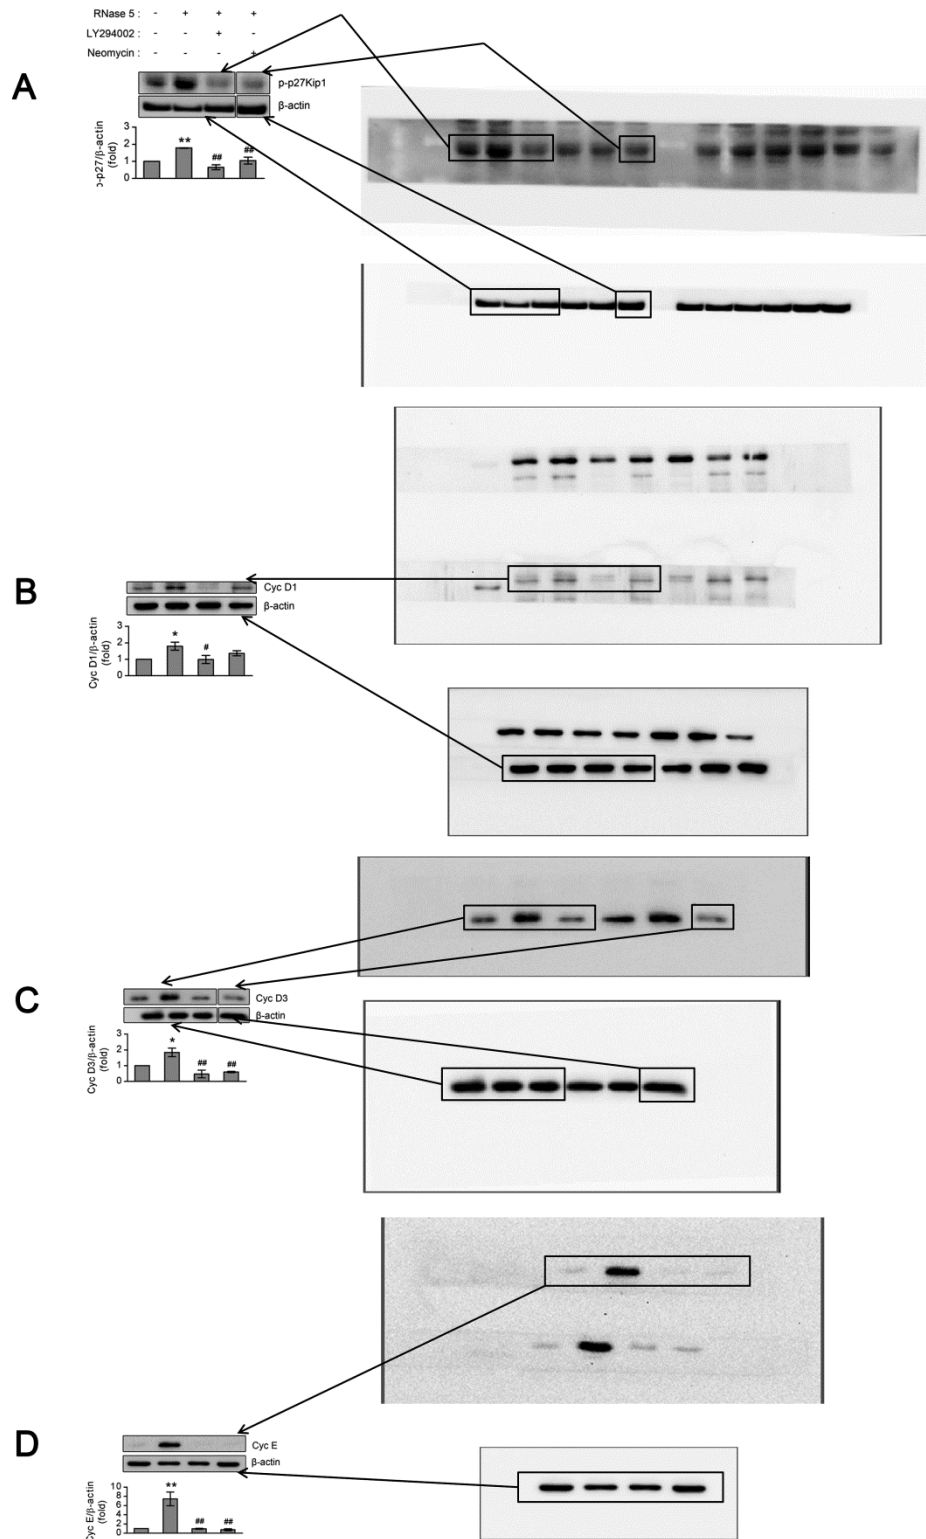 RNase 5 : - + + +
LY294002 : - - + -
Neomycin : - - - +
A
p-p27Kip1
β-actin
p-p27/β-actin
(fold)
3
2
1
0
**
##
##
B
Cyc D1
β-actin
Cyc D1/β-actin
(fold)
3
2
1
0
*
#
C
Cyc D3
β-actin
Cyc D3/β-actin
(fold)
3
2
1
0
*
##
##
D
Cyc E
β-actin
Cyc E/β-actin
(fold)
10
8
6
4
2
0
**
##
##